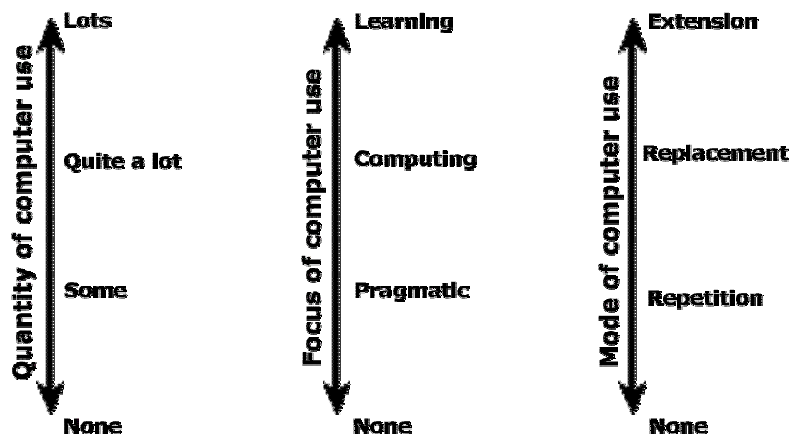 Quantity of computer use
Lots
Quite a lot
Some
None
Focus of computer use
Learning
Computing
Pragmatic
None
Mode of computer use
Extension
Replacement
Repetition
None